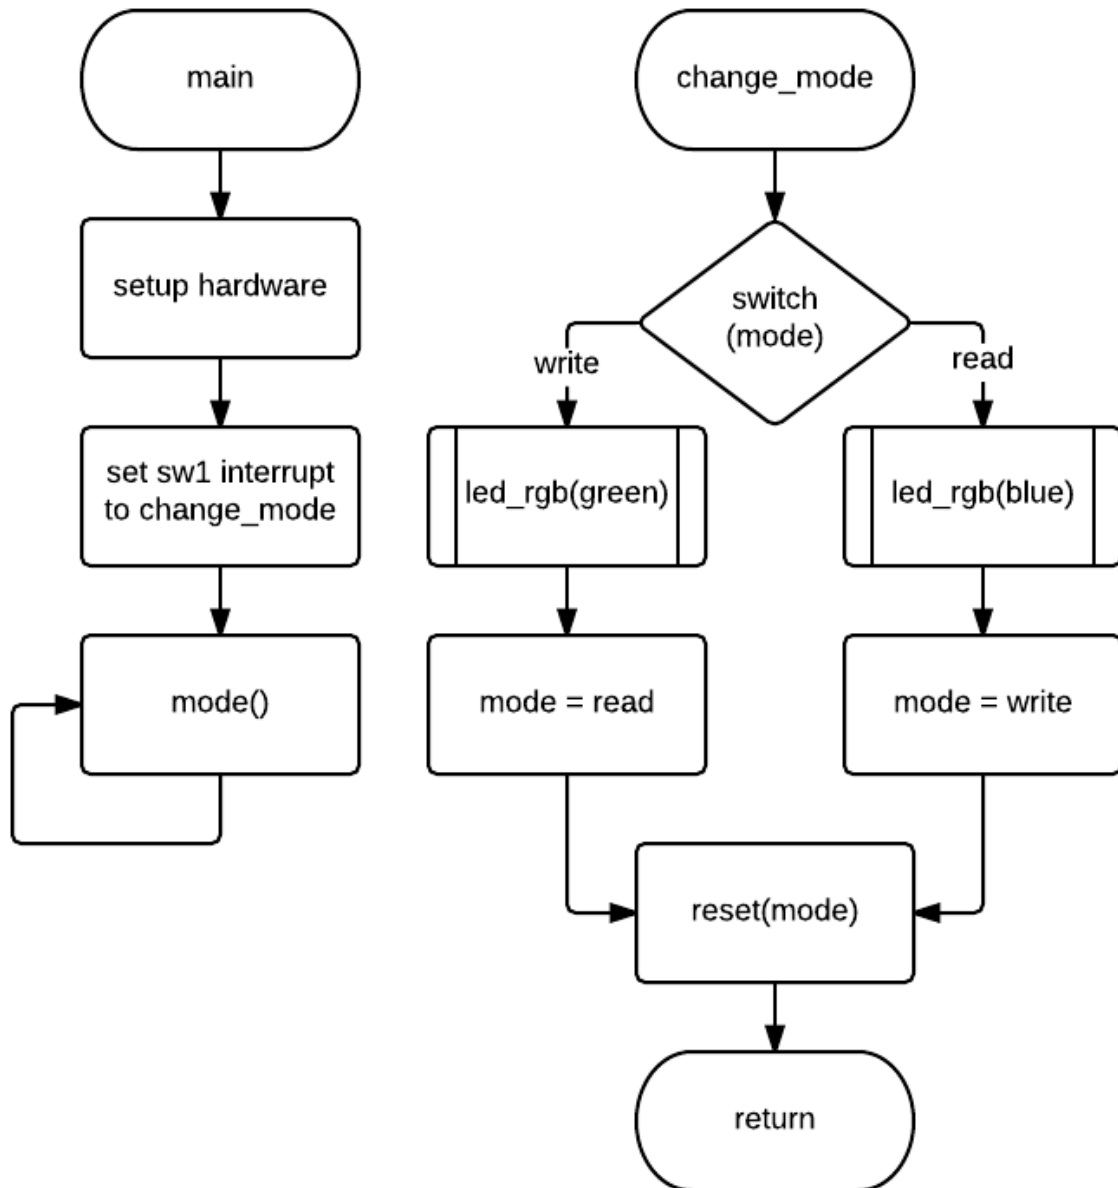 main
setup hardware
set sw1 interrupt
to change_mode
mode()
change_mode
switch
(mode)
write
read
led_rgb(green)
led_rgb(blue)
mode = read
mode = write
reset(mode)
return